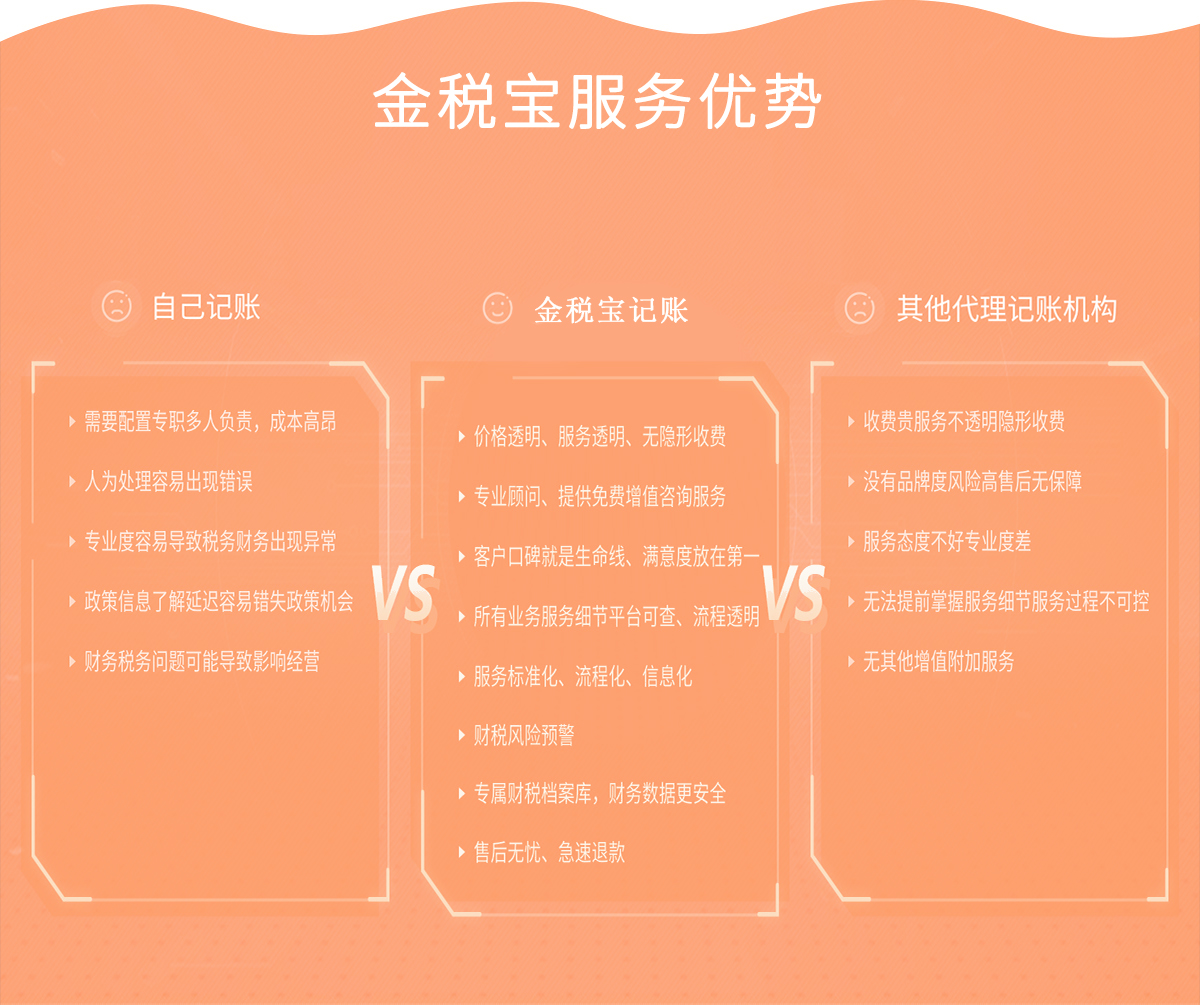 金税宝服务优势
自己记账
需要配置专职多人负责，成本高昂
人为处理容易出现错误
专业度容易导致税务财务出现异常
政策信息了解延迟容易错失政策机会
财务税务问题可能导致影响经营
VS
金税宝记账
价格透明、服务透明、无隐形收费
专业顾问、提供免费增值咨询服务
客户口碑就是生命线、满意度放在第一
所有业务服务细节平台可查、流程透明
服务标准化、流程化、信息化
财税风险预警
专属财税档案库，财务数据更安全
售后无忧、急速退款
VS
其他代理记账机构
收费贵服务不透明隐形收费
没有品牌度风险高售后无保障
服务态度不好专业度差
无法提前掌握服务细节服务过程不可控
无其他增值附加服务